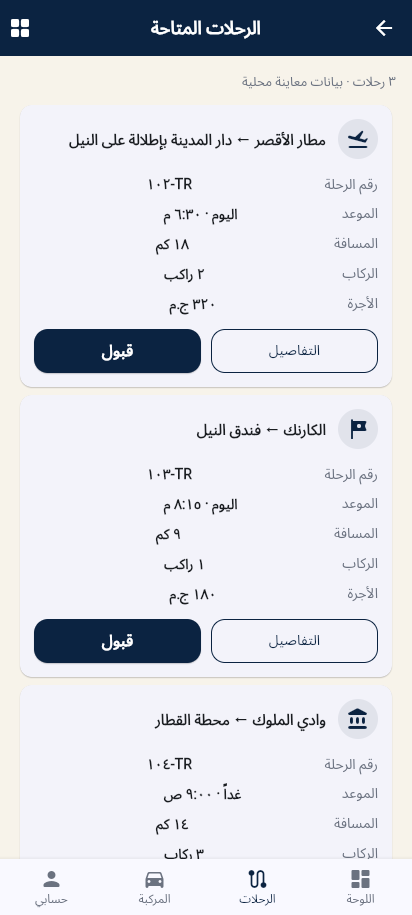 الرحلات المتاحة
٣ رحلات · بيانات معاينة محلية
مطار الأقصر ← دار المدينة بإطلالة على النيل
رقم الرحلة TR-١٠٢
الموعد اليوم · ٦:٣٠ م
المسافة ١٨ كم
الركاب ٢ راكب
الأجرة ٣٢٠ ج.م
التفاصيل قبول
الكارنك ← فندق النيل
رقم الرحلة TR-١٠٣
الموعد اليوم · ٨:١٥ م
المسافة ٩ كم
الركاب ١ راكب
الأجرة ١٨٠ ج.م
التفاصيل قبول
وادي الملوك ← محطة القطار
رقم الرحلة TR-١٠٤
الموعد غداً · ٩:٠٠ ص
المسافة ١٤ كم
الركاب ٣ ركاب
اللوحة الرحلات المركبة حسابي